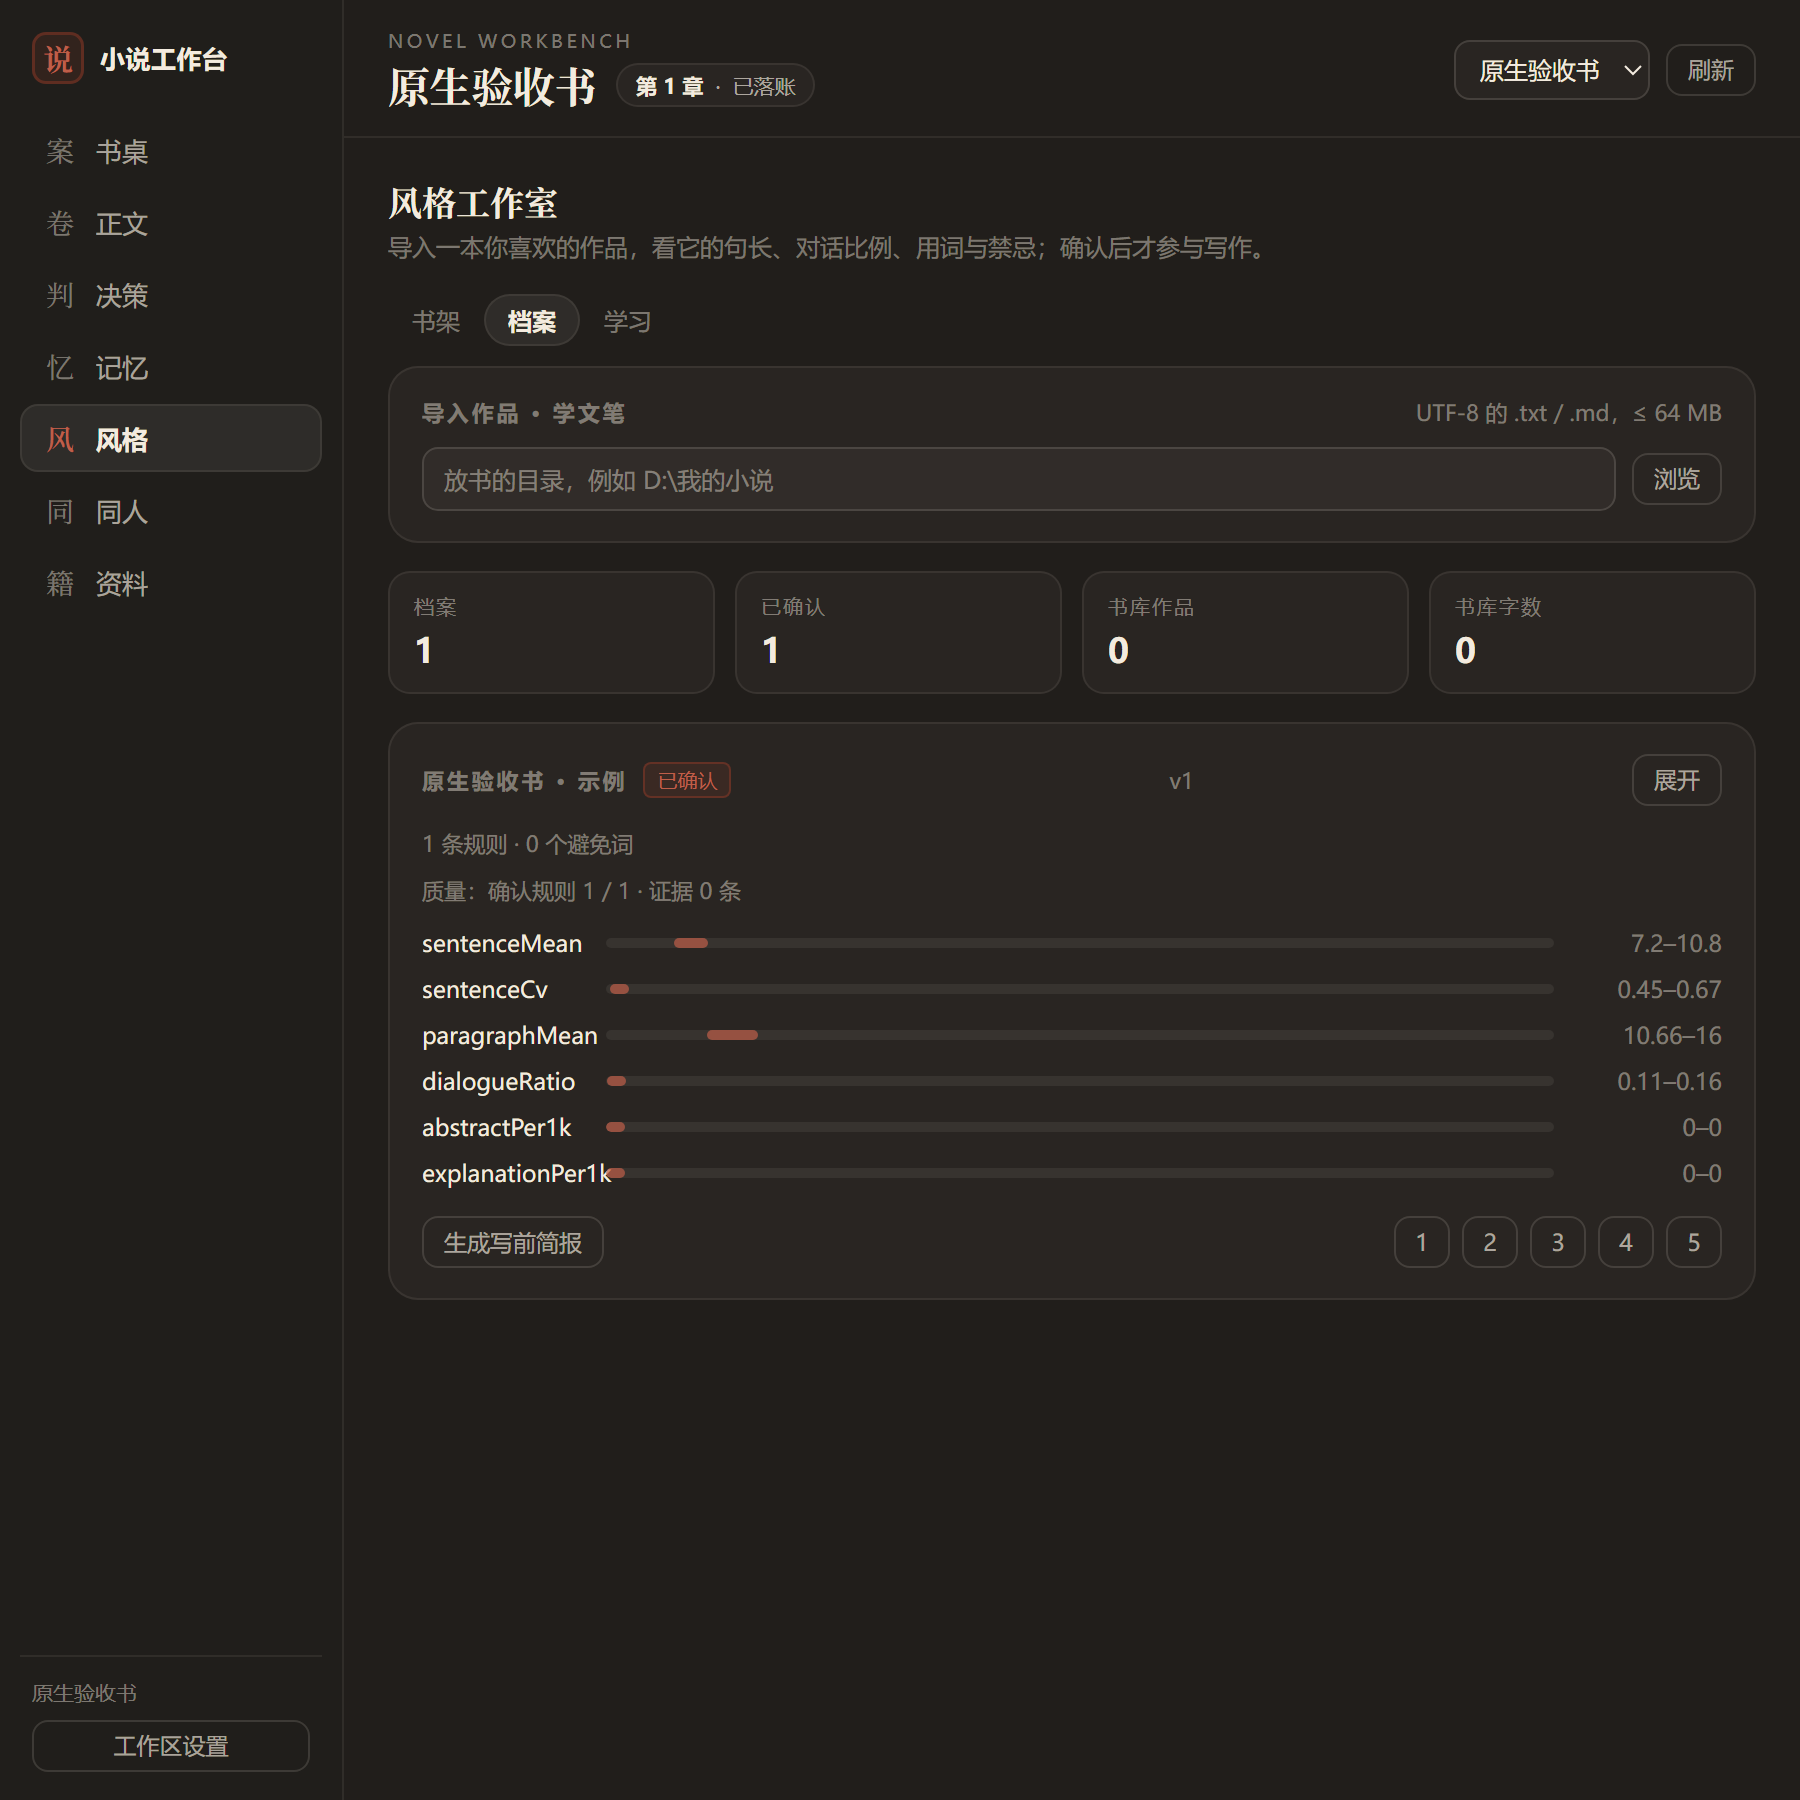 说 小说工作台
案 书桌
卷 正文
判 决策
忆 记忆
风 风格
同 同人
籍 资料
原生验收书
工作区设置
NOVEL WORKBENCH
原生验收书 第 1 章 · 已落账
原生验收书 刷新
风格工作室
导入一本你喜欢的作品，看它的句长、对话比例、用词与禁忌；确认后才参与写作。
书架 档案 学习
导入作品 · 学文笔 UTF-8 的 .txt / .md，≤ 64 MB
放书的目录，例如 D:\我的小说 浏览
档案 已确认 书库作品 书库字数
1 1 0 0
原生验收书 · 示例 已确认 v1 展开
1 条规则 · 0 个避免词
质量：确认规则 1 / 1 · 证据 0 条
sentenceMean 7.2–10.8
sentenceCv 0.45–0.67
paragraphMean 10.66–16
dialogueRatio 0.11–0.16
abstractPer1k 0–0
explanationPer1k 0–0
生成写前简报 1 2 3 4 5